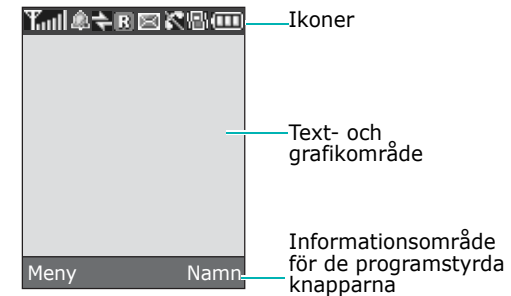 R
Ikoner
Text- och
grafikområde
Informationsområde
för de programstyrda
knapparna
Meny Namn